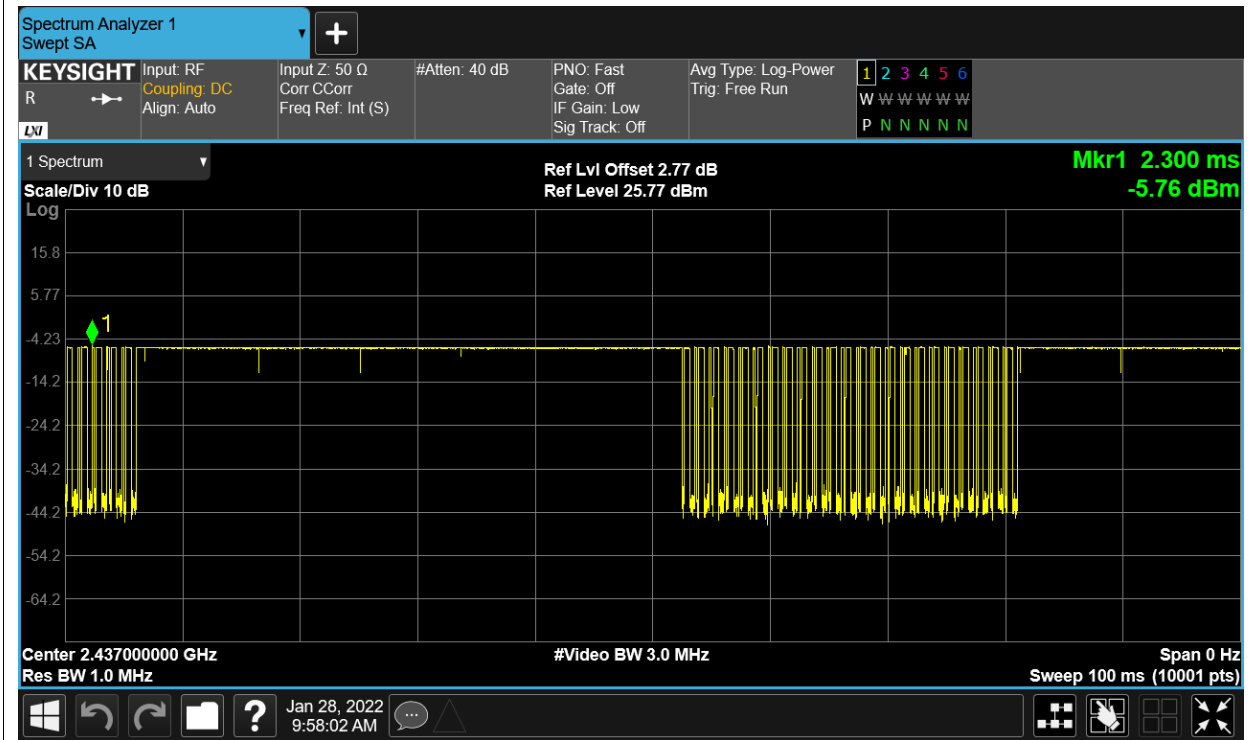 Spectrum Analyzer 1
Swept SA
KEYSIGHT
R
LXI
Input: RF
Coupling: DC
Align: Auto
Input Z: 50 Ω
Corr CCorr
Freq Ref: Int (S)
#Atten: 40 dB
PNO: Fast
Gate: Off
IF Gain: Low
Sig Track: Off
Avg Type: Log-Power
Trig: Free Run
1 2 3 4 5 6
W W W W W W
P N N N N N
1 Spectrum
Scale/Div 10 dB
Ref Lvl Offset 2.77 dB
Ref Level 25.77 dBm
Mkr1 2.300 ms
-5.76 dBm
Log
15.8
5.77
1
-4.23
-14.2
-24.2
-34.2
-44.2
-54.2
-64.2
Center 2.437000000 GHz
Res BW 1.0 MHz
#Video BW 3.0 MHz
Span 0 Hz
Sweep 100 ms (10001 pts)
?
Jan 28, 2022
9:58:02 AM